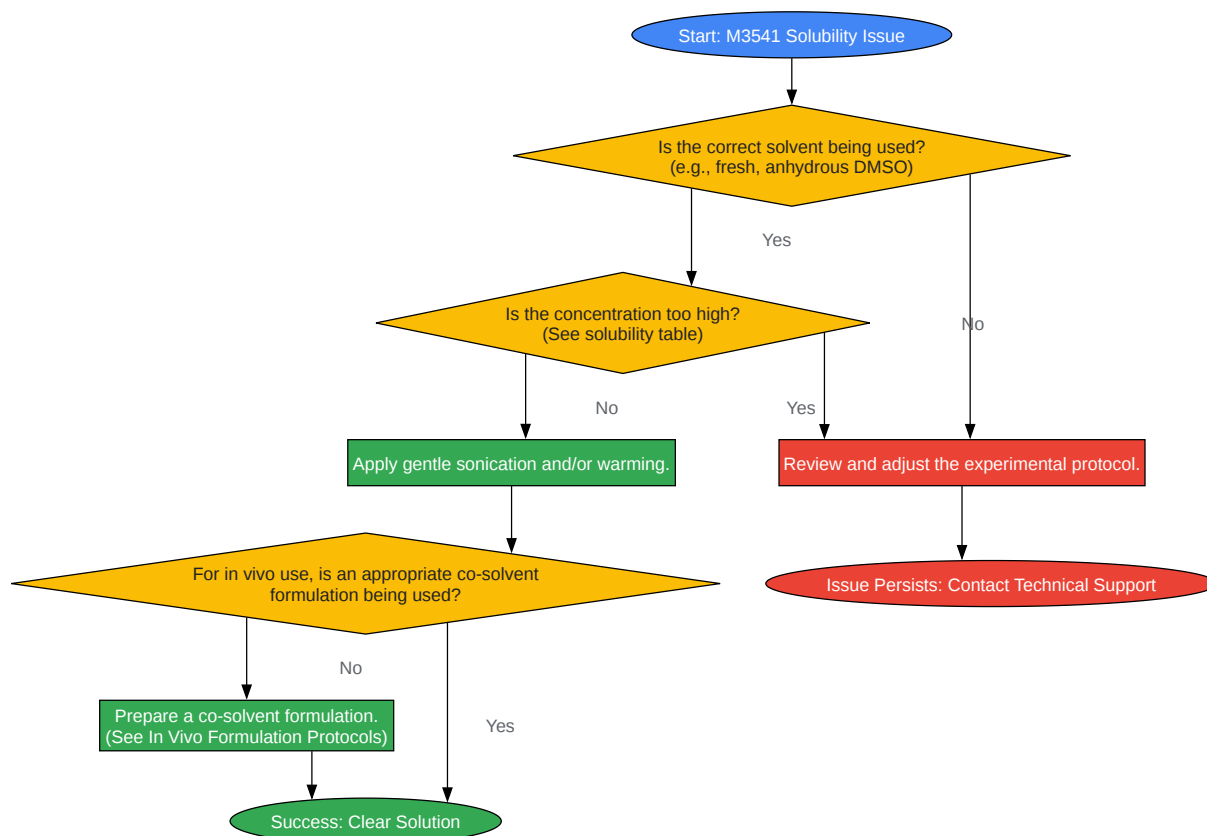 Start: M3541 Solubility Issue
Is the correct solvent being used?
(e.g., fresh, anhydrous DMSO)
Yes
Is the concentration too high?
(See solubility table)
No
No
Yes
Apply gentle sonication and/or warming.
Review and adjust the experimental protocol.
For in vivo use, is an appropriate co-solvent
formulation being used?
Issue Persists: Contact Technical Support
No
Prepare a co-solvent formulation.
(See In Vivo Formulation Protocols)
Yes
Success: Clear Solution